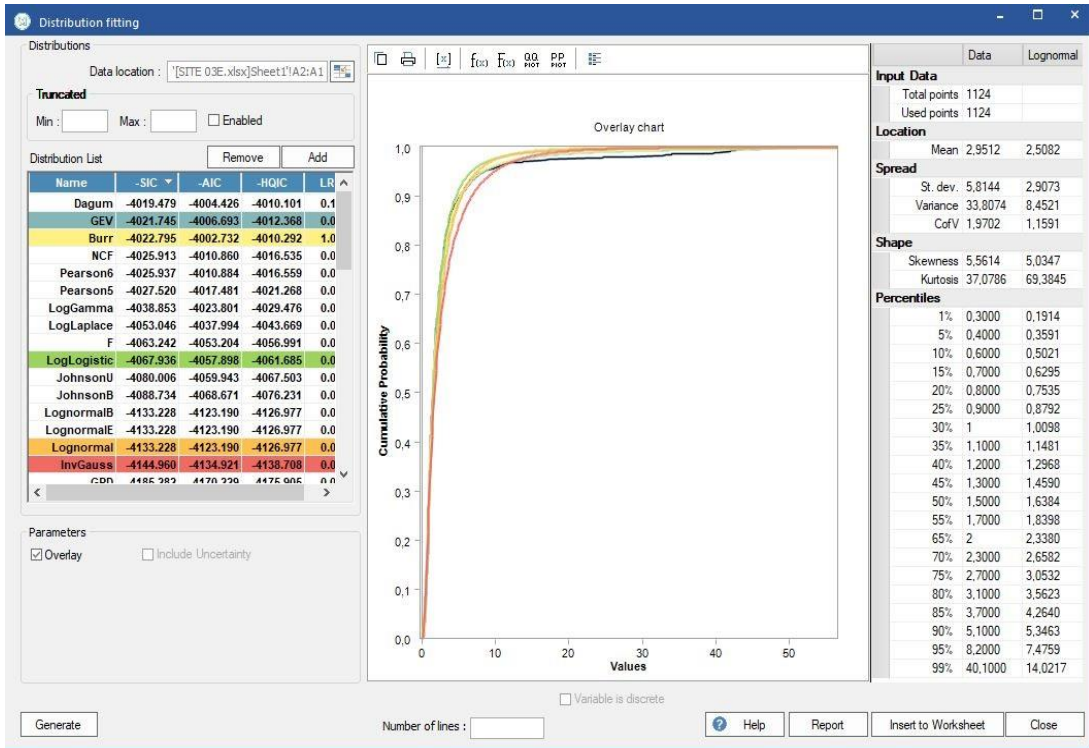 Distribution fitting
Distributions
Data location : '[SITE 03E.xlsx]Sheet1'!A2:A1
Truncated
Min : Max : Enabled
Distribution List Remove Add
Name -SIC -AIC -HQIC LR
Dagum -4019.479 -4004.426 -4010.101 0.1
GEV -4021.745 -4006.693 -4012.368 0.0
Burr -4022.795 -4002.732 -4010.292 1.0
NCF -4025.913 -4010.860 -4016.535 0.0
Pearson6 -4025.937 -4010.884 -4016.559 0.0
Pearson5 -4027.520 -4017.481 -4021.268 0.0
LogGamma -4038.853 -4023.801 -4029.476 0.0
LogLaplace -4053.046 -4037.994 -4043.669 0.0
F -4063.242 -4053.204 -4056.991 0.0
LogLogistic -4067.936 -4057.898 -4061.685 0.0
JohnsonU -4080.006 -4059.943 -4067.503 0.0
JohnsonB -4088.734 -4068.671 -4076.231 0.0
LognormalB -4133.228 -4123.190 -4126.977 0.0
LognormalE -4133.228 -4123.190 -4126.977 0.0
Lognormal -4133.228 -4123.190 -4126.977 0.0
InvGauss -4144.960 -4134.921 -4138.708 0.0
GPD -4185.282 -4170.229 -4175.905 0.0
Parameters
Overlay Include Uncertainty
Generate
[x] f(x) F(x) QQ PLOT PP PLOT
Overlay chart
Cumulative Probability
1,0
0,9
0,8
0,7
0,6
0,5
0,4
0,3
0,2
0,1
0,0
0 10 20 30 40 50
Values
Variable is discrete
Number of lines :
Data Lognormal
Input Data
Total points 1124
Used points 1124
Location
Mean 2,9512 2,5082
Spread
St. dev. 5,8144 2,9073
Variance 33,8074 8,4521
CofV 1,9702 1,1591
Shape
Skewness 5,5614 5,0347
Kurtosis 37,0786 69,3845
Percentiles
1% 0,3000 0,1914
5% 0,4000 0,3591
10% 0,6000 0,5021
15% 0,7000 0,6295
20% 0,8000 0,7535
25% 0,9000 0,8792
30% 1 1,0098
35% 1,1000 1,1481
40% 1,2000 1,2968
45% 1,3000 1,4590
50% 1,5000 1,6384
55% 1,7000 1,8398
65% 2 2,3380
70% 2,3000 2,6582
75% 2,7000 3,0532
80% 3,1000 3,5623
85% 3,7000 4,2640
90% 5,1000 5,3463
95% 8,2000 7,4759
99% 40,1000 14,0217
? Help Report Insert to Worksheet Close